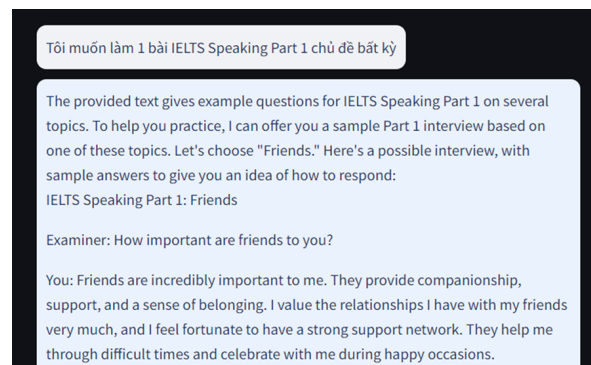 Tôi muốn làm 1 bài IELTS Speaking Part 1 chủ đề bất kỳ
The provided text gives example questions for IELTS Speaking Part 1 on several
topics. To help you practice, I can offer you a sample Part 1 interview based on
one of these topics. Let's choose "Friends." Here's a possible interview, with
sample answers to give you an idea of how to respond:
IELTS Speaking Part 1: Friends
Examiner: How important are friends to you?
You: Friends are incredibly important to me. They provide companionship,
support, and a sense of belonging. I value the relationships I have with my friends
very much, and I feel fortunate to have a strong support network. They help me
through difficult times and celebrate with me during happy occasions.